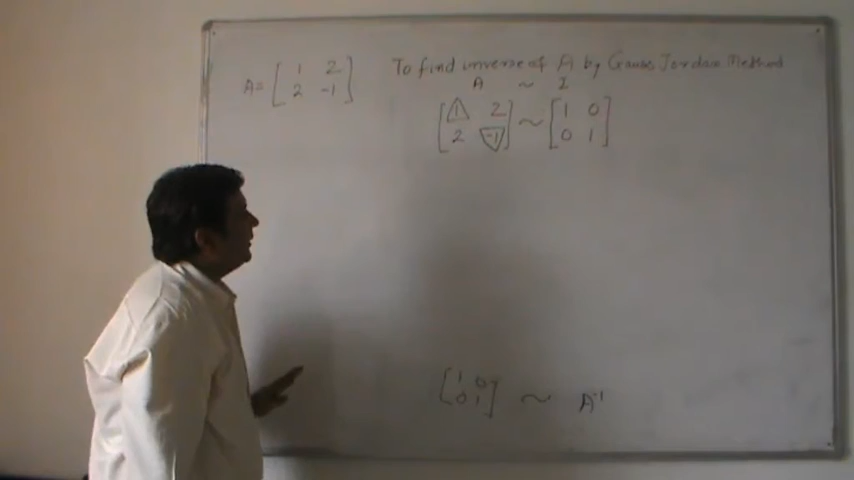 A = [ 1 2
2 -1 ]
To find inverse of A by Gauss Jordan Method
A ~ I
[ 1 2 ~ [ 1 0
2 -1 ] 0 1 ]
[ 1 0
0 1 ] ~ A⁻¹